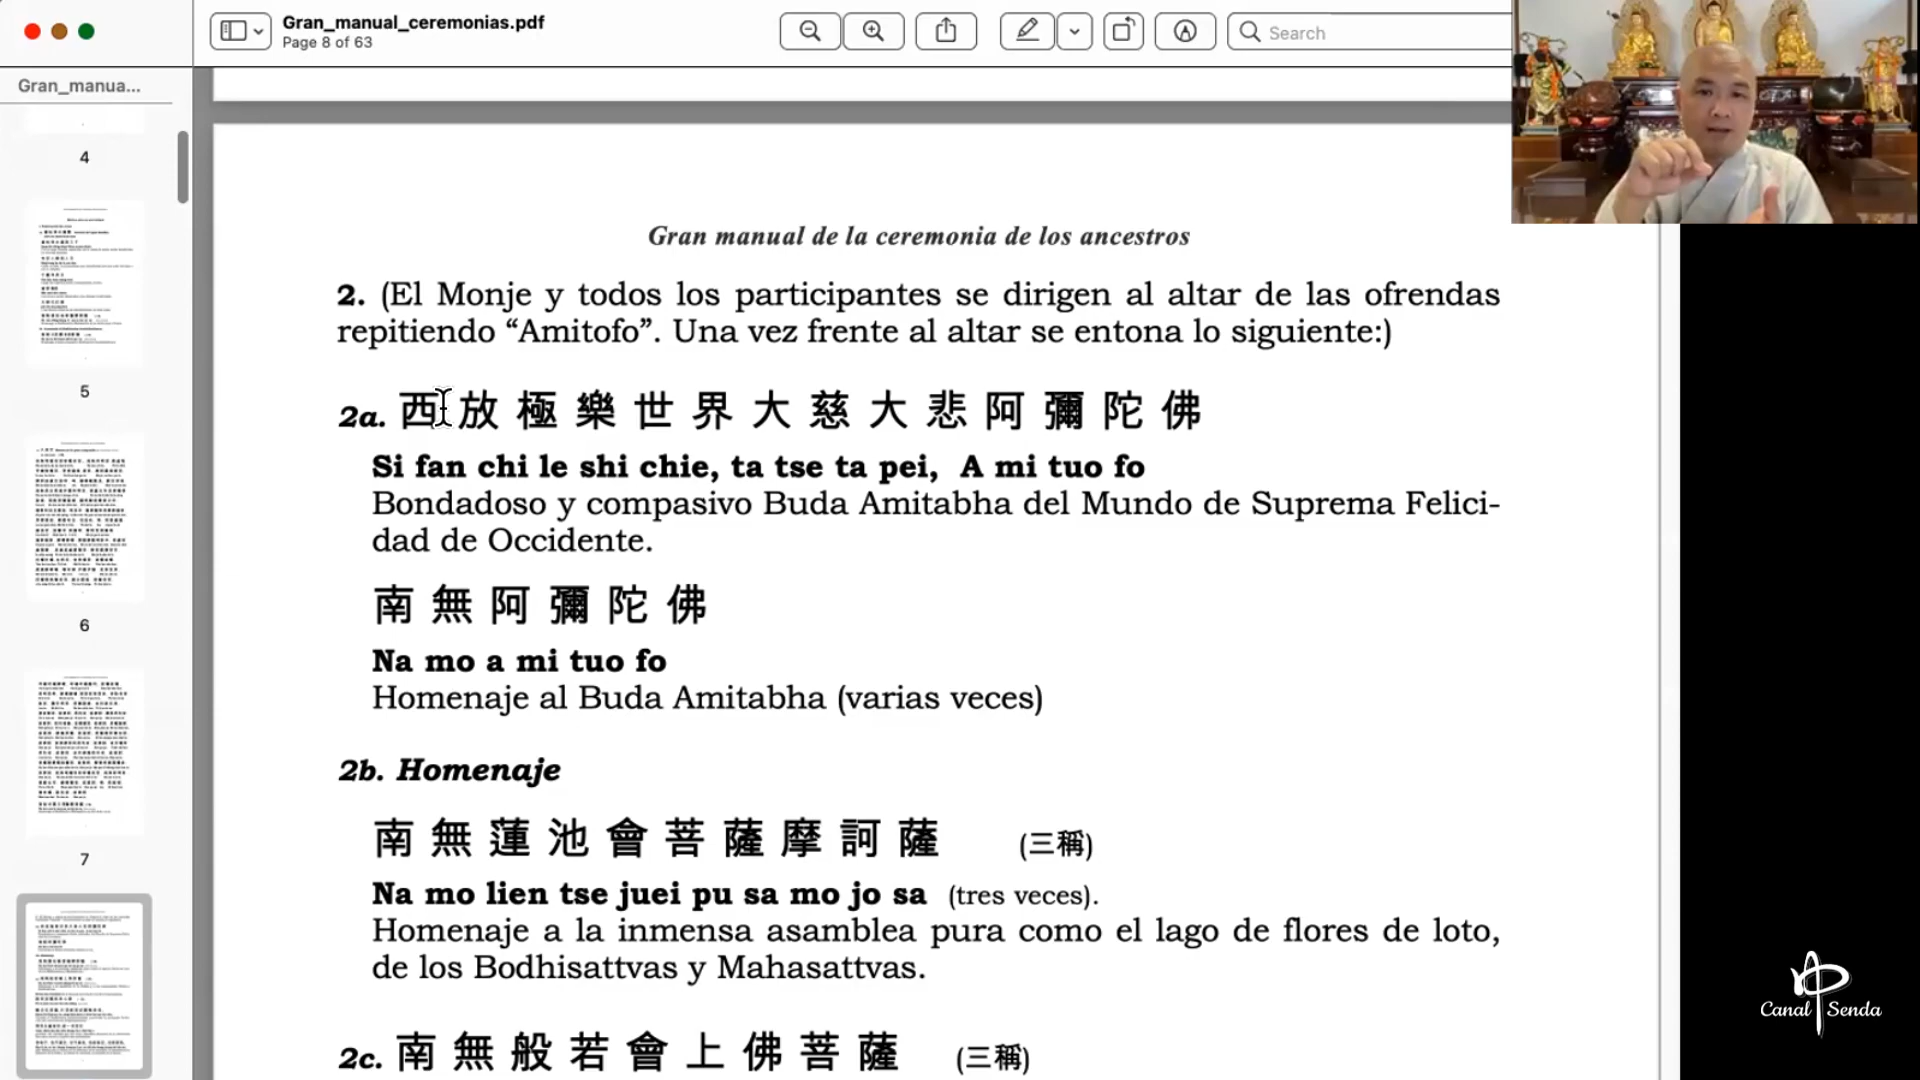 Gran_manual_ceremonias.pdf
Page 8 of 63
Search
Gran_manua...
4
5
6
7
Gran manual de la ceremonia de los ancestros
2. (El Monje y todos los participantes se dirigen al altar de las ofrendas
repitiendo “Amitofo”. Una vez frente al altar se entona lo siguiente:)
2a. 西 放 極 樂 世 界 大 慈 大 悲 阿 彌 陀 佛
Si fan chi le shi chie, ta tse ta pei, A mi tuo fo
Bondadoso y compasivo Buda Amitabha del Mundo de Suprema Felici-
dad de Occidente.
南 無 阿 彌 陀 佛
Na mo a mi tuo fo
Homenaje al Buda Amitabha (varias veces)
2b. Homenaje
南 無 蓮 池 會 菩 薩 摩 訶 薩 (三稱)
Na mo lien tse juei pu sa mo jo sa (tres veces).
Homenaje a la inmensa asamblea pura como el lago de flores de loto,
de los Bodhisattvas y Mahasattvas.
2c. 南 無 般 若 會 上 佛 菩 薩 (三稱)
Canal Senda